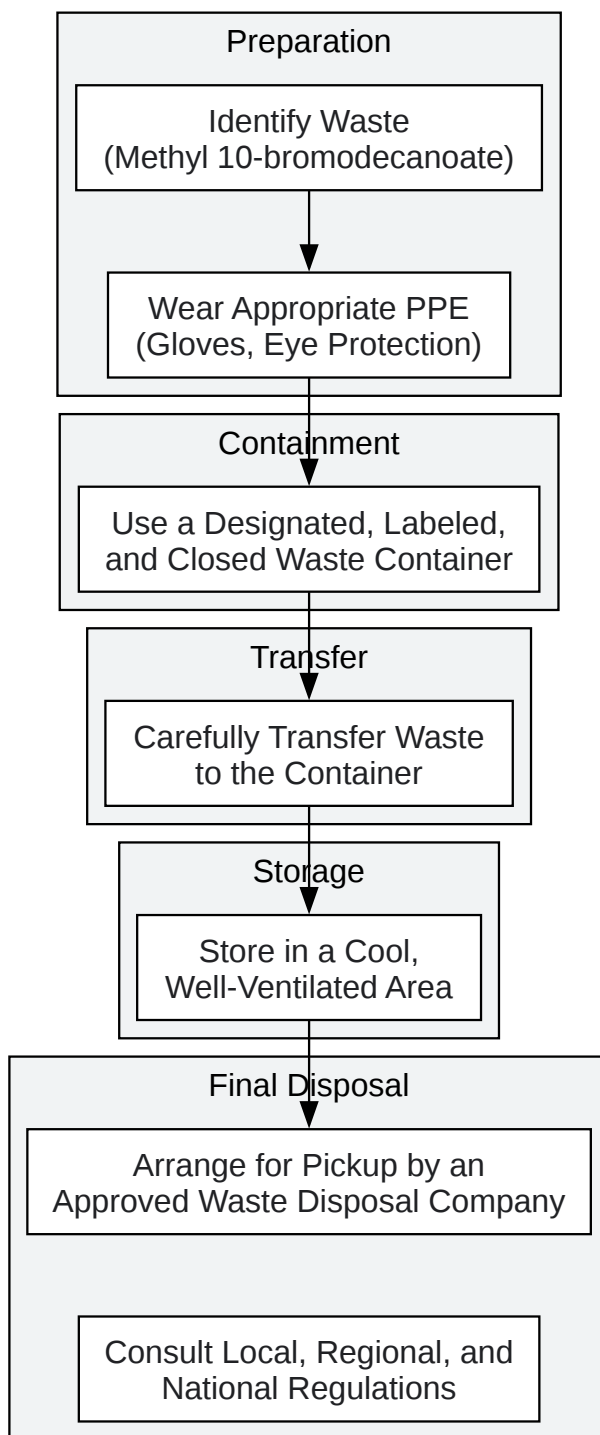 Preparation
Identify Waste
(Methyl 10-bromodecanoate)
Wear Appropriate PPE
(Gloves, Eye Protection)
Containment
Use a Designated, Labeled,
and Closed Waste Container
Transfer
Carefully Transfer Waste
to the Container
Storage
Store in a Cool,
Well-Ventilated Area
Final Disposal
Arrange for Pickup by an
Approved Waste Disposal Company
Consult Local, Regional, and
National Regulations